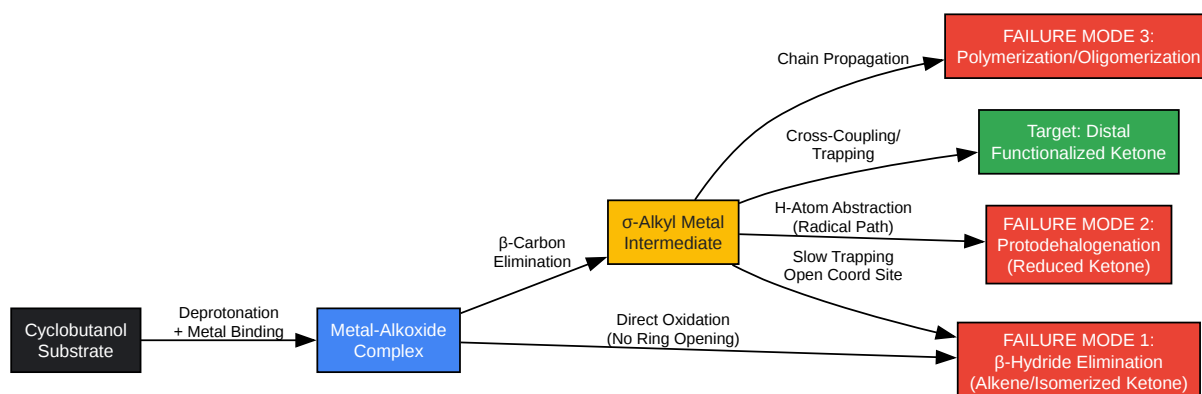 FAILURE MODE 3:
Polymerization/Oligomerization
Chain Propagation
Cross-Coupling/
Trapping
Target: Distal
Functionalized Ketone
σ-Alkyl Metal
Intermediate
H-Atom Abstraction
(Radical Path)
FAILURE MODE 2:
Protodehalogenation
(Reduced Ketone)
β-Carbon
Elimination
Slow Trapping
Open Coord Site
Cyclobutanol
Substrate
Deprotonation
+ Metal Binding
Metal-Alkoxide
Complex
Direct Oxidation
(No Ring Opening)
FAILURE MODE 1:
β-Hydride Elimination
(Alkene/Isomerized Ketone)